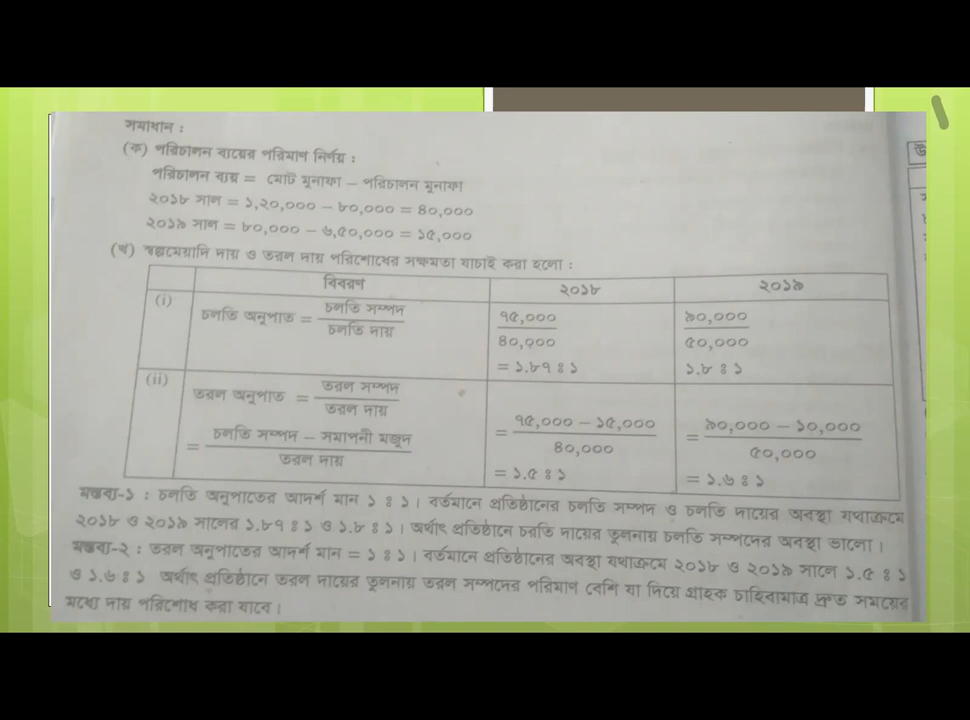 সমাধান :
(ক) পরিচালন ব্যয়ের পরিমাণ নির্ণয় :
পরিচালন ব্যয় = মোট মুনাফা – পরিচালন মুনাফা
২০১৮ সাল = ১,২০,০০০ – ৮০,০০০ = ৪০,০০০
২০১৯ সাল = ৮০,০০০ – ৬,৫০,০০০ = ১৫,০০০
(খ) স্বল্পমেয়াদি দায় ও তরল দায় পরিশোধের সক্ষমতা যাচাই করা হলো :
বিবরণ ২০১৮ ২০১৯
(i) চলতি অনুপাত = চলতি সম্পদ / চলতি দায়
৭৫,০০০ / ৪০,০০০
= ১.৮৭ ঃ ১
৯০,০০০ / ৫০,০০০
১.৮ ঃ ১
(ii) তরল অনুপাত = তরল সম্পদ / তরল দায়
= চলতি সম্পদ – সমাপনী মজুদ / তরল দায়
= ৭৫,০০০ – ১৫,০০০ / ৪০,০০০
= ১.৫ ঃ ১
= ৯০,০০০ – ১০,০০০ / ৫০,০০০
= ১.৬ ঃ ১
মন্তব্য-১ : চলতি অনুপাতের আদর্শ মান ১ ঃ ১। বর্তমানে প্রতিষ্ঠানের চলতি সম্পদ ও চলতি দায়ের অবস্থা যথাক্রমে
২০১৮ ও ২০১৯ সালের ১.৮৭ ঃ ১ ও ১.৮ ঃ ১। অর্থাৎ প্রতিষ্ঠানে চরতি দায়ের তুলনায় চলতি সম্পদের অবস্থা ভালো।
মন্তব্য-২ : তরল অনুপাতের আদর্শ মান = ১ ঃ ১। বর্তমানে প্রতিষ্ঠানের অবস্থা যথাক্রমে ২০১৮ ও ২০১৯ সালে ১.৫ ঃ ১
ও ১.৬ ঃ ১ অর্থাৎ প্রতিষ্ঠানে তরল দায়ের তুলনায় তরল সম্পদের পরিমাণ বেশি যা দিয়ে গ্রাহক চাহিবামাত্র দ্রুত সময়ের
মধ্যে দায় পরিশোধ করা যাবে।